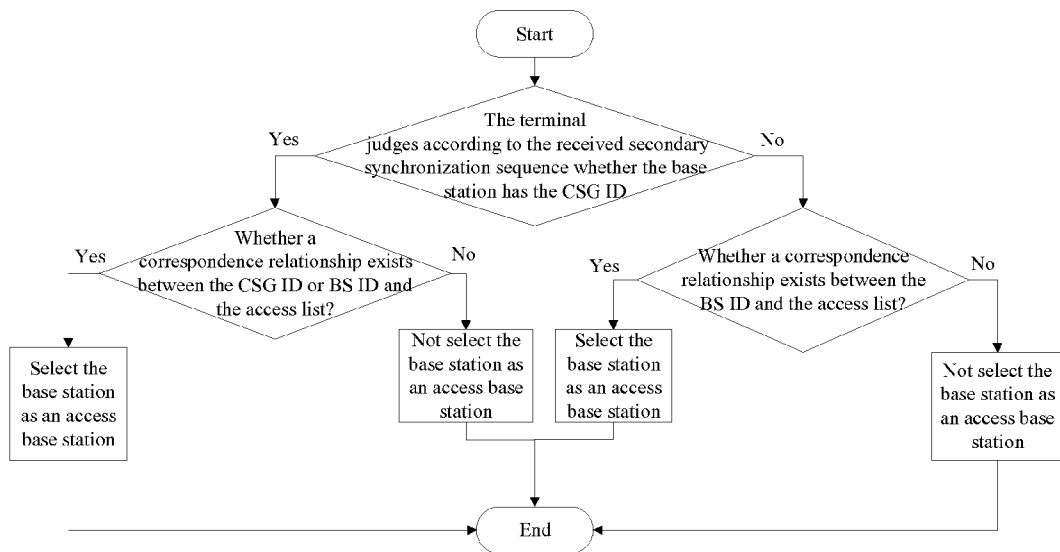 Start
The terminal
judges according to the received secondary
synchronization sequence whether the base
station has the CSG ID
Yes
No
Whether a
correspondence relationship exists
between the CSG ID or BS ID and
the access list?
Yes
No
Whether a correspondence
relationship exists between the
BS ID and the access list?
Yes
No
Select the
base station
as an access
base station
Not select the
base station as
an access base
station
Select the
base station
as an access
base station
Not select the
base station as
an access base
station
End